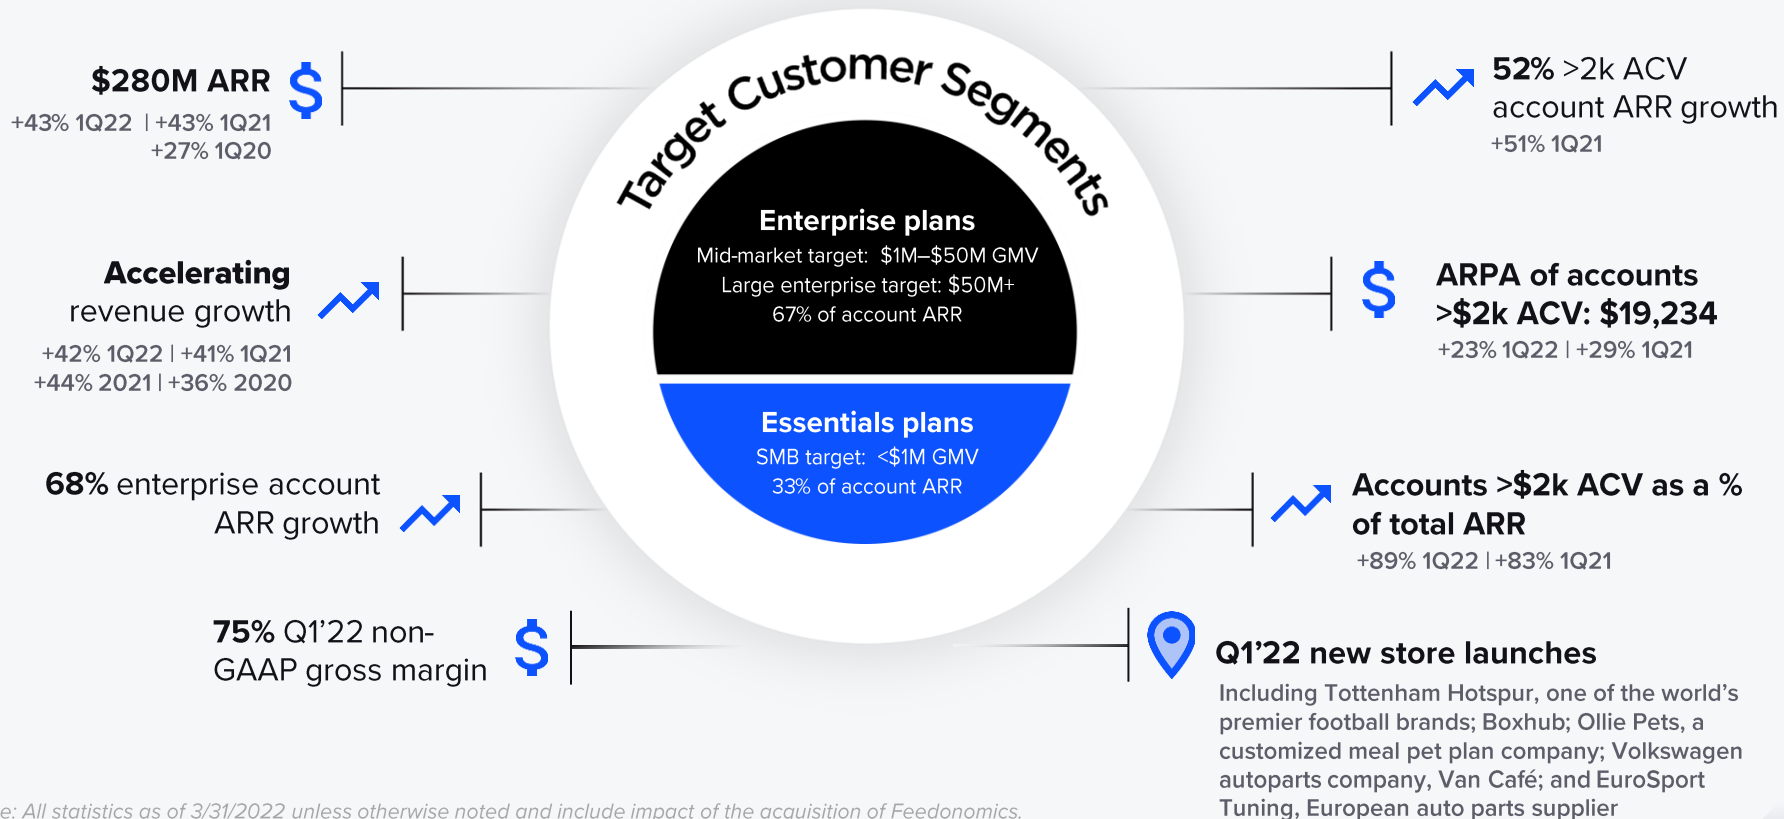 Target Customer Segments
$280M ARR
+43% 1Q22 | +43% 1Q21
+27% 1Q20
Accelerating
revenue growth
+42% 1Q22 | +41% 1Q21
+44% 2021 | +36% 2020
68% enterprise account
ARR growth
75% Q1’22 non-
GAAP gross margin
Enterprise plans
Mid-market target: $1M–$50M GMV
Large enterprise target: $50M+
67% of account ARR
Essentials plans
SMB target: <$1M GMV
33% of account ARR
52% >2k ACV
account ARR growth
+51% 1Q21
ARPA of accounts
>$2k ACV: $19,234
+23% 1Q22 | +29% 1Q21
Accounts >$2k ACV as a %
of total ARR
+89% 1Q22 | +83% 1Q21
Q1’22 new store launches
Including Tottenham Hotspur, one of the world’s
premier football brands; Boxhub; Ollie Pets, a
customized meal pet plan company; Volkswagen
autoparts company, Van Café; and EuroSport
Tuning, European auto parts supplier
e: All statistics as of 3/31/2022 unless otherwise noted and include impact of the acquisition of Feedonomics.